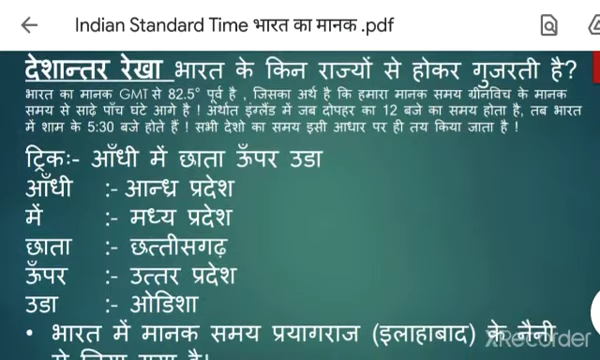 Indian Standard Time भारत का मानक .pdf
देशान्तर रेखा भारत के किन राज्यों से होकर गुजरती है?
भारत का मानक GMT से 82.5° पूर्व है , जिसका अर्थ है कि हमारा मानक समय ग्रीनविच के मानक
समय से साढ़े पाँच घंटे आगे है ! अर्थात इंग्लैंड में जब दोपहर का 12 बजे का समय होता है, तब भारत
में शाम के 5:30 बजे होते हैं ! सभी देशो का समय इसी आधार पर ही तय किया जाता है !
ट्रिकः- आँधी में छाता ऊँपर उडा
आँधी :- आन्ध्र प्रदेश
में :- मध्य प्रदेश
छाता :- छत्तीसगढ़
ऊँपर :- उत्तर प्रदेश
उडा :- ओडिशा
• भारत में मानक समय प्रयागराज (इलाहाबाद) के नैनी
से लिया गया है।
XRecorder